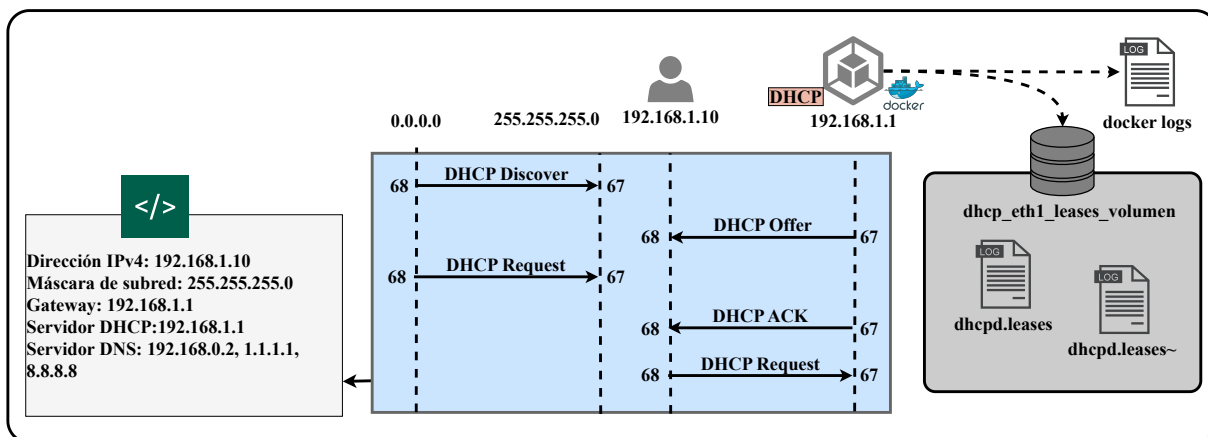 LOG
DHCP
docker
0.0.0.0
255.255.255.0
192.168.1.10
192.168.1.1
docker logs
68 DHCP Discover 67
</>
dhcp_eth1_leases_volumen
68 DHCP Offer 67
Dirección IPv4: 192.168.1.10
Máscara de subred: 255.255.255.0
Gateway: 192.168.1.1
Servidor DHCP:192.168.1.1
Servidor DNS: 192.168.0.2, 1.1.1.1,
8.8.8.8
68 DHCP Request 67
LOG
LOG
68 DHCP ACK 67
dhcpd.leases
dhcpd.leases~
68 DHCP Request 67